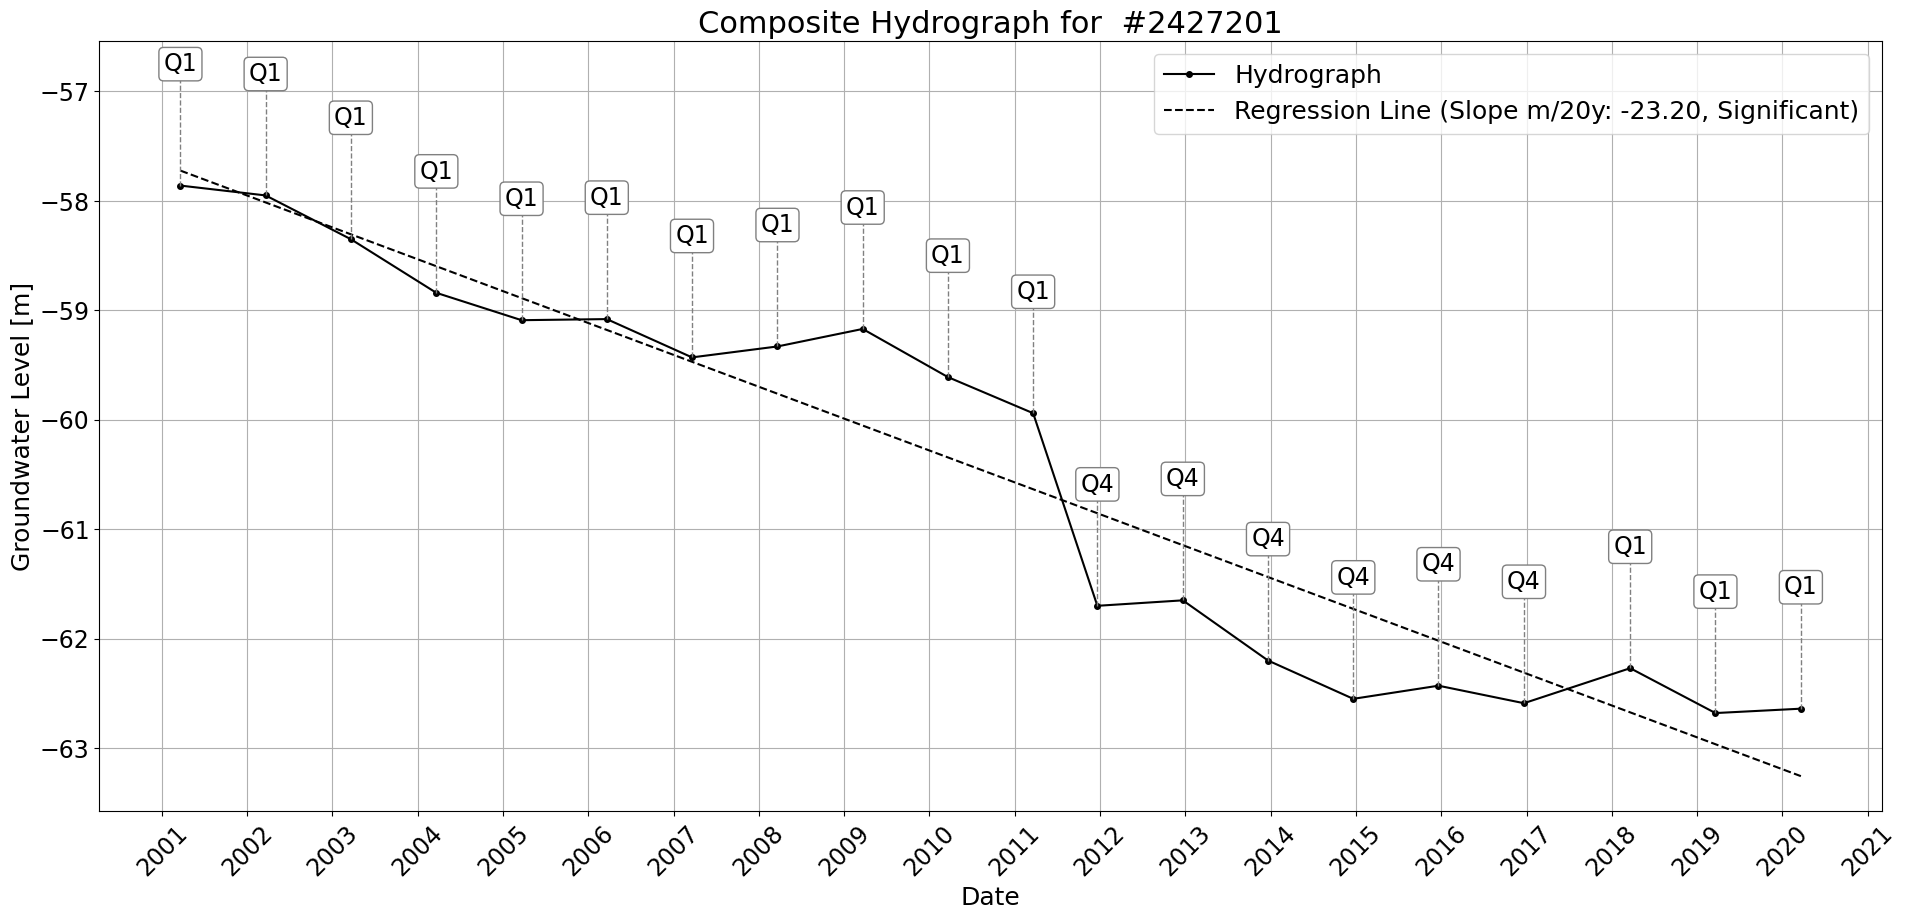 Composite Hydrograph for  #2427201
Hydrograph
Regression Line (Slope m/20y: -23.20, Significant)
Q1
Q1
Q1
Q1
Q1
Q1
Q1
Q1
Q1
Q1
Q1
Q4
Q4
Q4
Q4
Q4
Q4
Q1
Q1
Q1
Groundwater Level [m]
−57
−58
−59
−60
−61
−62
−63
2001
2002
2003
2004
2005
2006
2007
2008
2009
2010
2011
2012
2013
2014
2015
2016
2017
2018
2019
2020
2021
Date